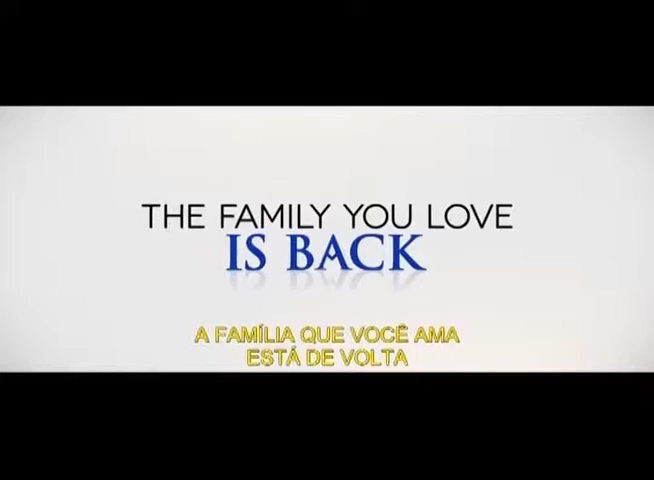 THE FAMILY YOU LOVE
IS BACK
A FAMÍLIA QUE VOCÊ AMA
ESTÁ DE VOLTA